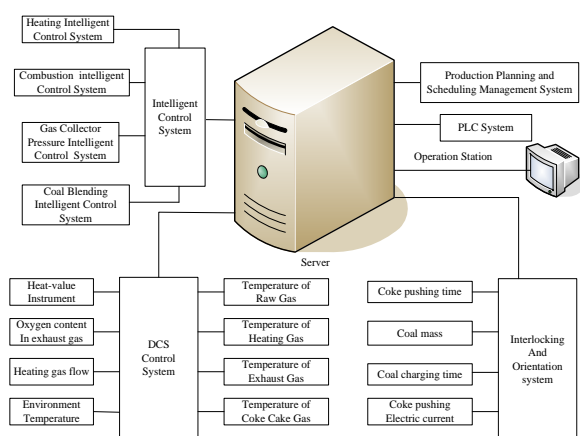 Heating Intelligent
Control System
Combustion intelligent
Control System
Gas Collector
Pressure Intelligent
Control System
Coal Blending
Intelligent Control
System
Intelligent
Control
System
Production Planning and
Scheduling Management System
PLC System
Operation Station
Server
Heat-value
Instrument
Oxygen content
In exhaust gas
Heating gas flow
Environment
Temperature
DCS
Control
System
Temperature of
Raw Gas
Temperature of
Heating Gas
Temperature of
Exhaust Gas
Temperature of
Coke Cake Gas
Coke pushing time
Coal mass
Coal charging time
Coke pushing
Electric current
Interlocking
And
Orientation
system